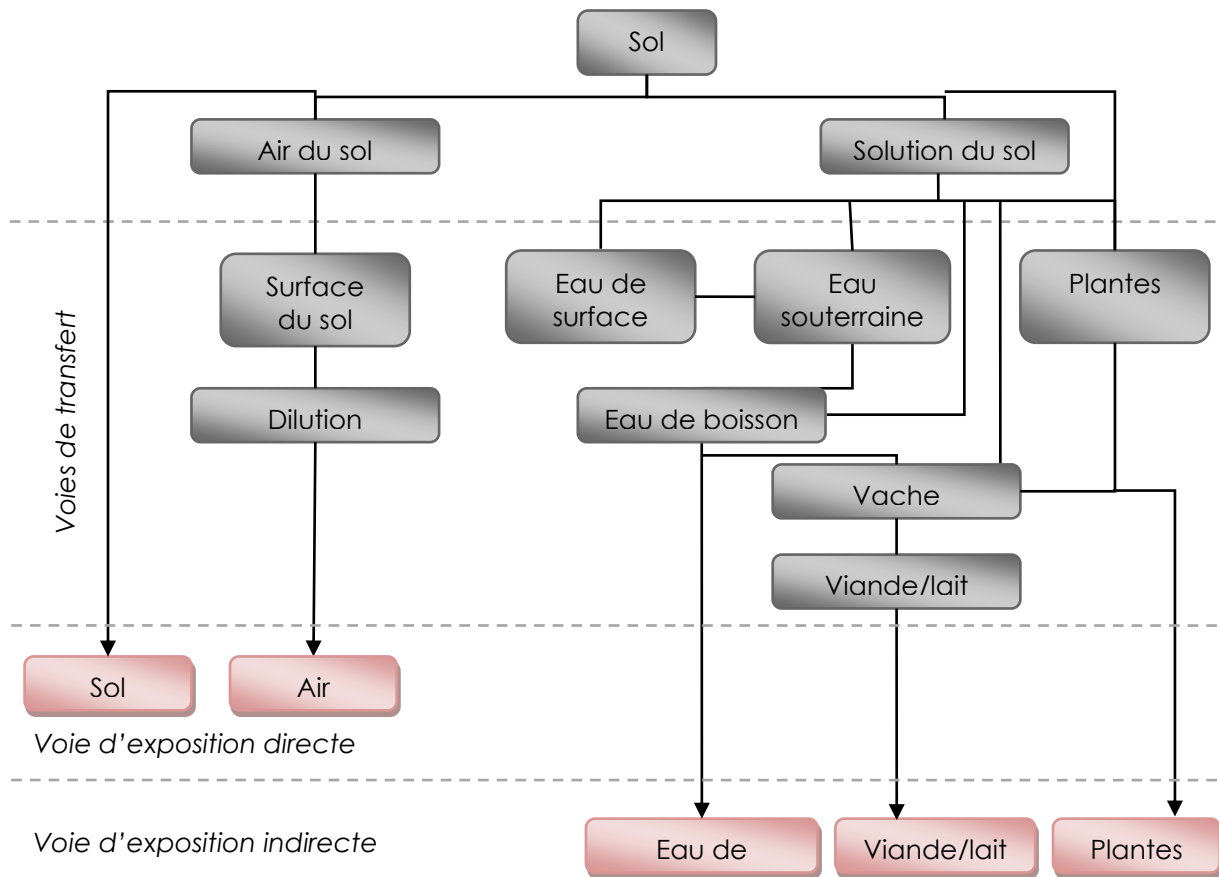 Sol
Air du sol
Solution du sol
Voies de transfert
Surface
du sol
Eau de
surface
Eau
souterraine
Plantes
Dilution
Eau de boisson
Vache
Viande/lait
Sol
Air
Voie d’exposition directe
Voie d’exposition indirecte
Eau de
Viande/lait
Plantes